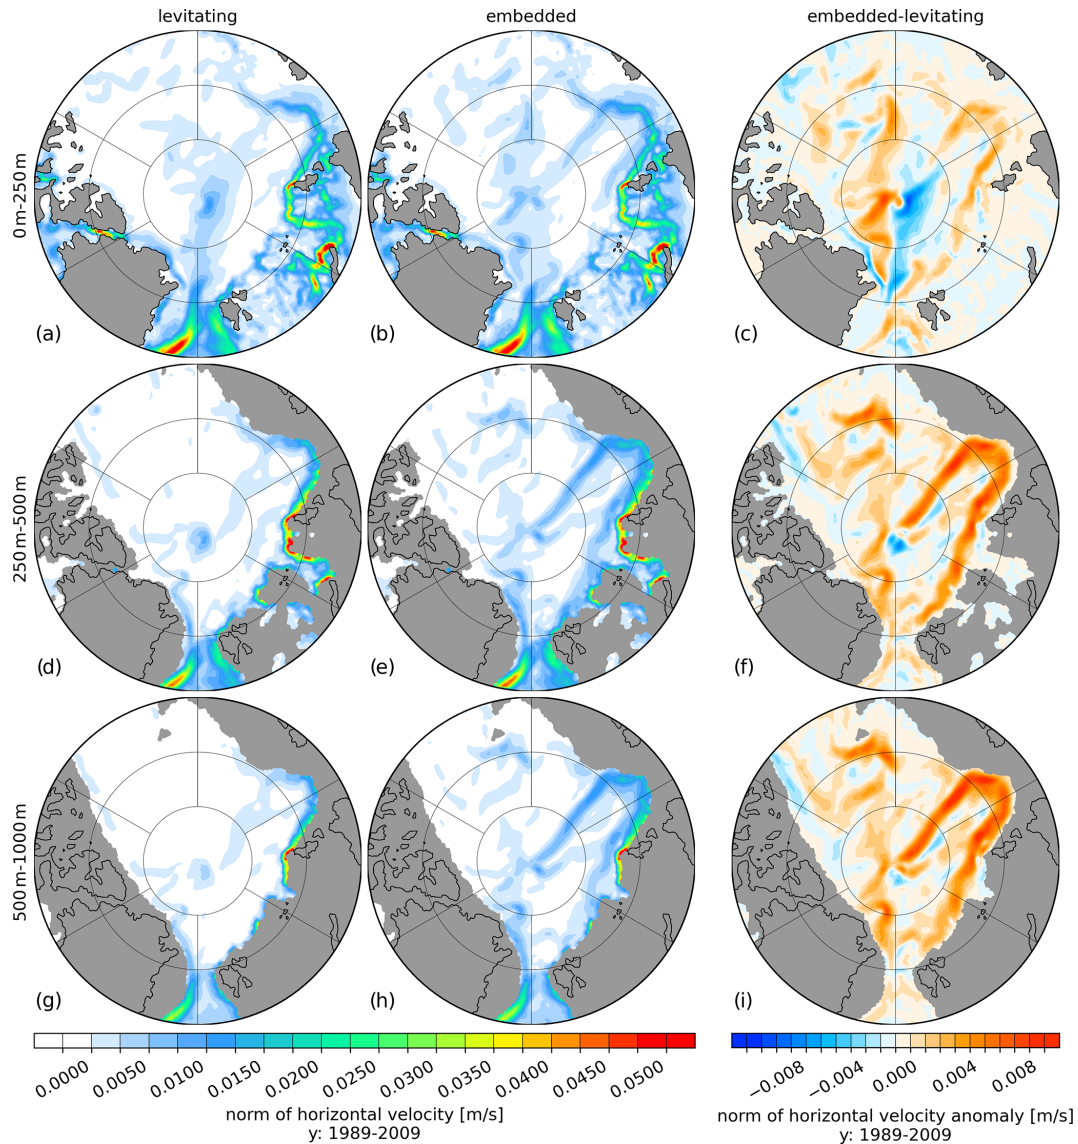 levitating
embedded
embedded-levitating
0 m-250 m
(a)
(b)
(c)
250 m-500 m
(d)
(e)
(f)
500 m-1000 m
(g)
(h)
(i)
0.0000 0.0050 0.0100 0.0150 0.0200 0.0250 0.0300 0.0350 0.0400 0.0450 0.0500
norm of horizontal velocity [m/s]
y: 1989-2009
−0.008 −0.004 0.000 0.004 0.008
norm of horizontal velocity anomaly [m/s]
y: 1989-2009